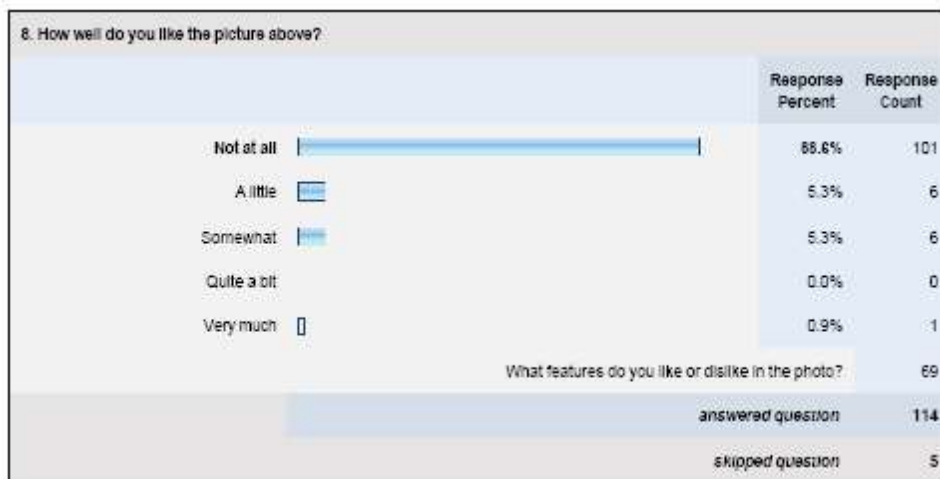 8. How well do you like the picture above?
Response Percent Response Count
Not at all 88.6% 101
A little 5.3% 6
Somewhat 5.3% 6
Quite a bit 0.0% 0
Very much 0.9% 1
What features do you like or dislike in the photo? 69
answered question 114
skipped question 5